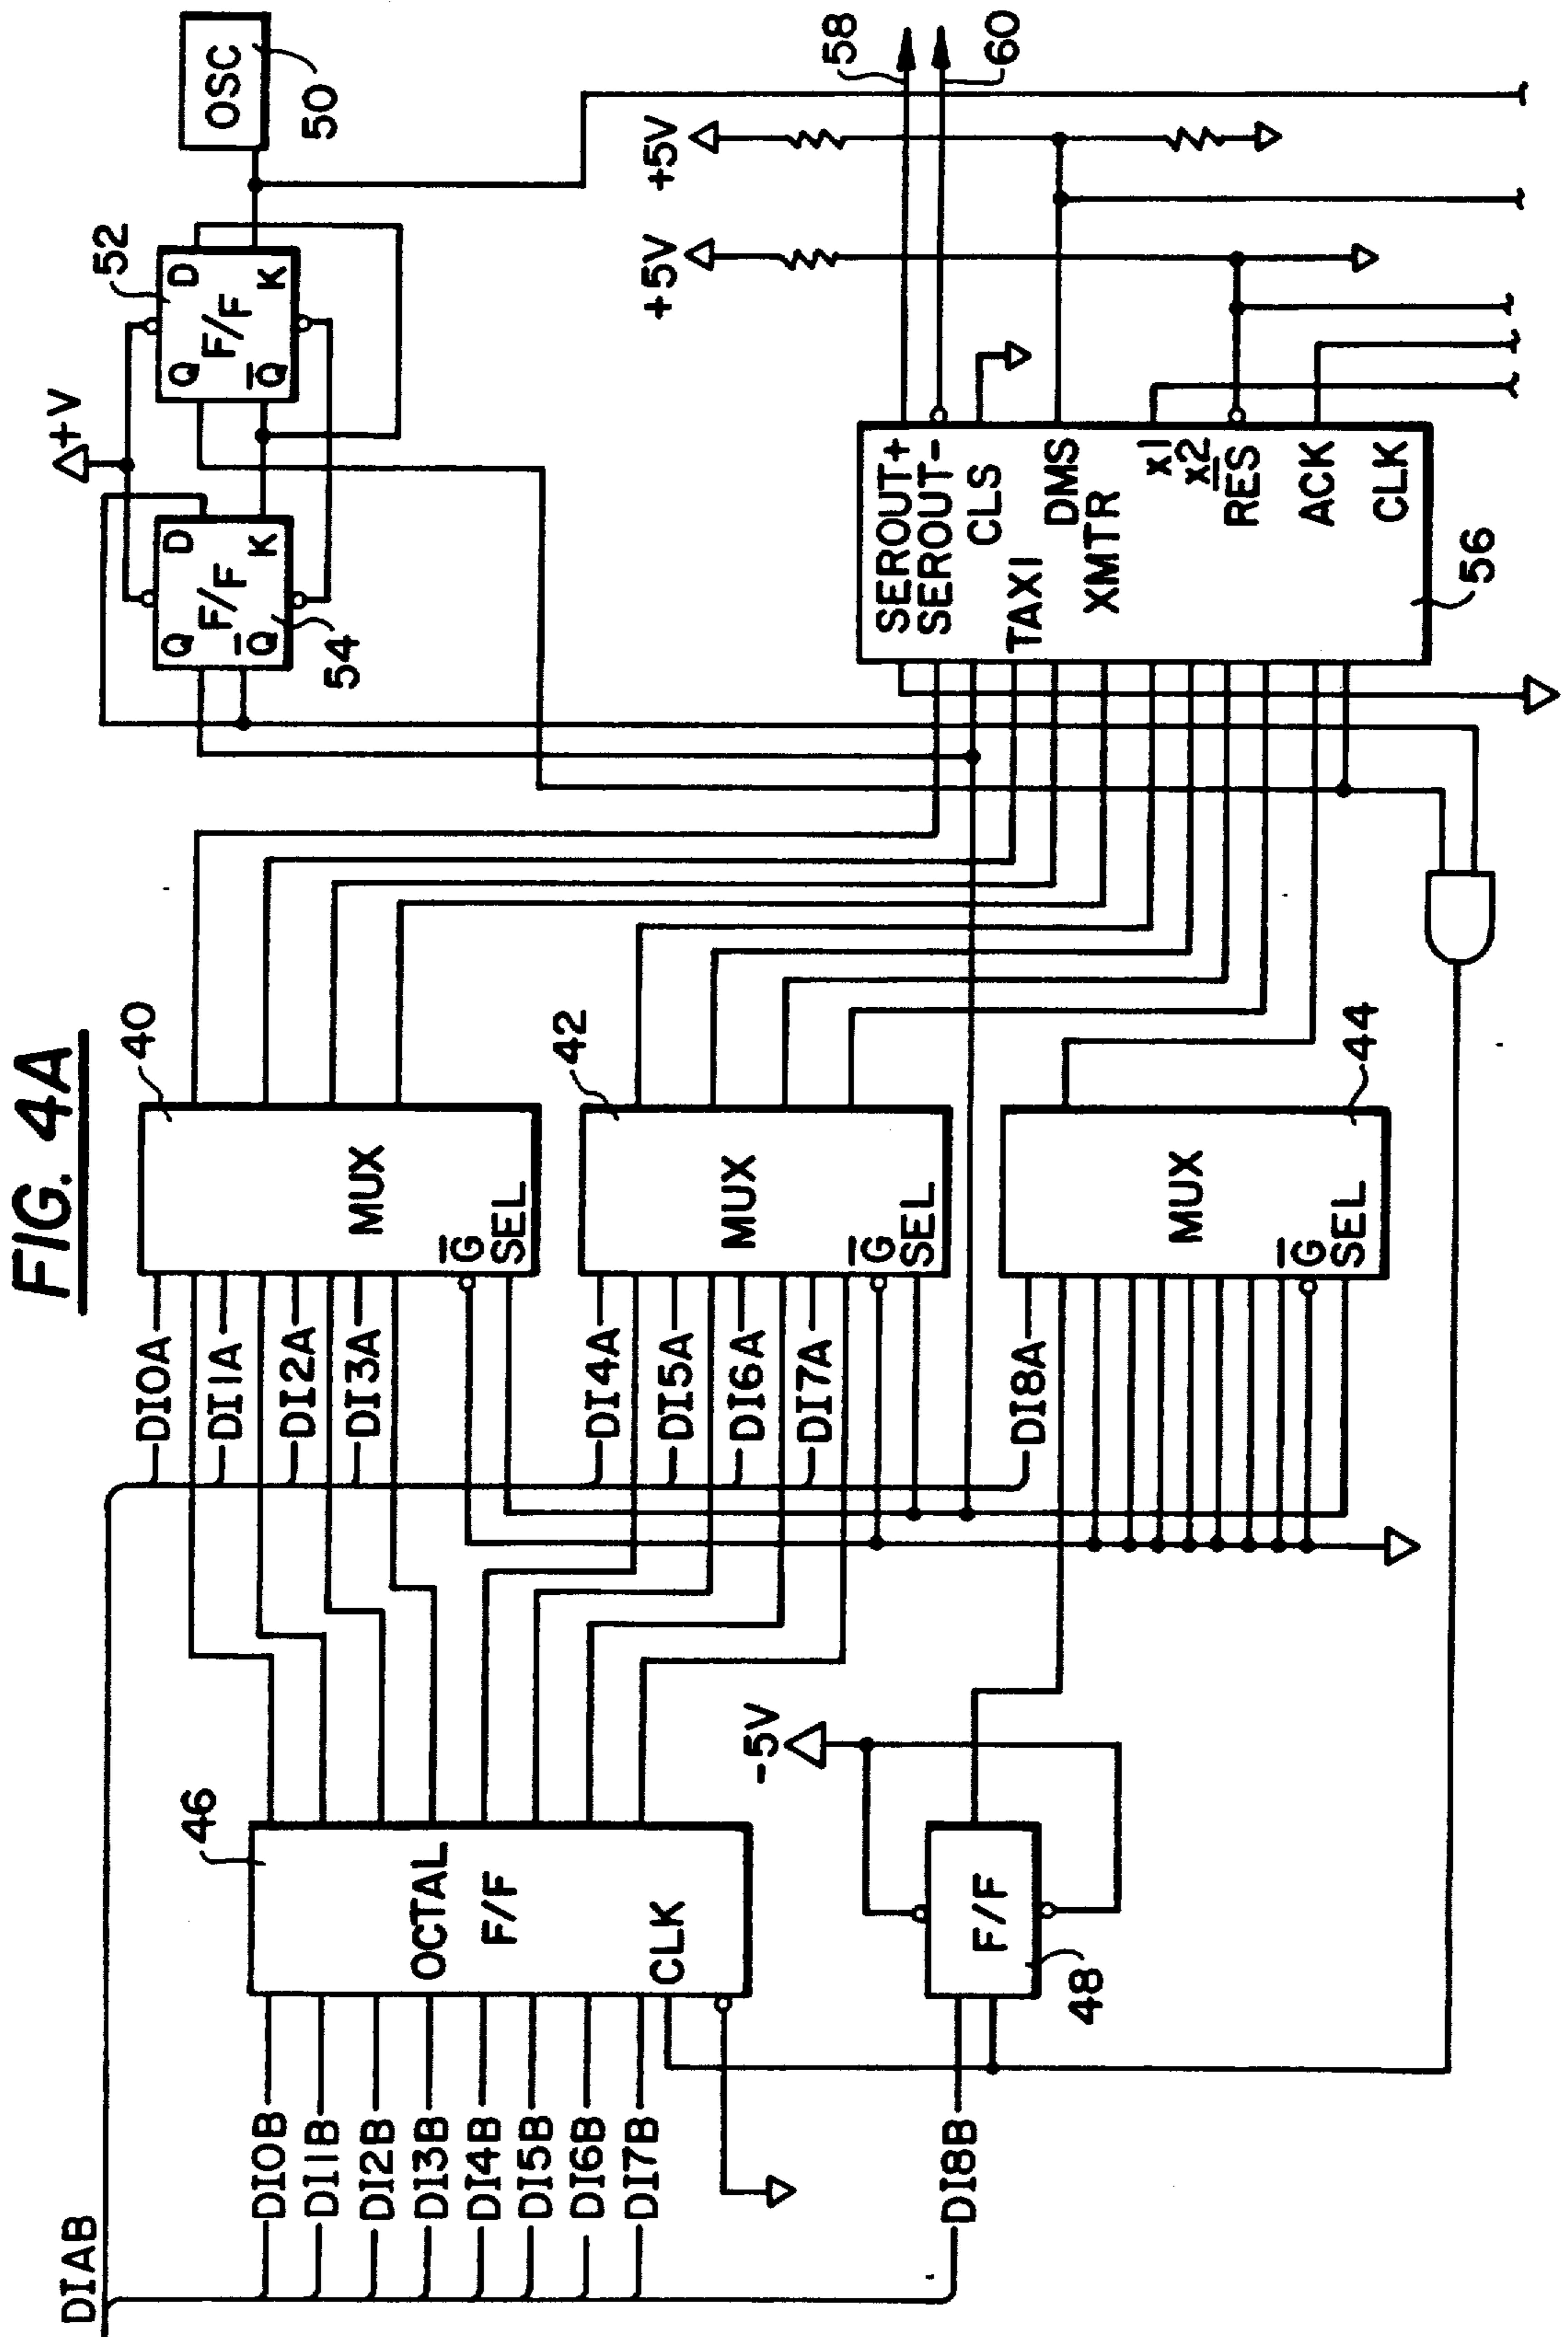 FIG. 4A
DIAB
DI0B
DI1B
DI2B
DI3B
DI4B
DI5B
DI6B
DI7B
DI8B
46
OCTAL
F/F
CLK
F/F
48
-5V
DI0A
DI1A
DI2A
DI3A
DI4A
DI5A
DI6A
DI7A
DI8A
40
MUX
G
SEL
42
MUX
G
SEL
44
MUX
G
SEL
+V
Q
D
F/F
Q
K
54
Q
D
F/F
Q
K
52
OSC
50
+5V
+5V
58
60
SEROUT+
SEROUT-
CLS
TAXI
DMS
XMTR
x1
x2
RES
ACK
CLK
56